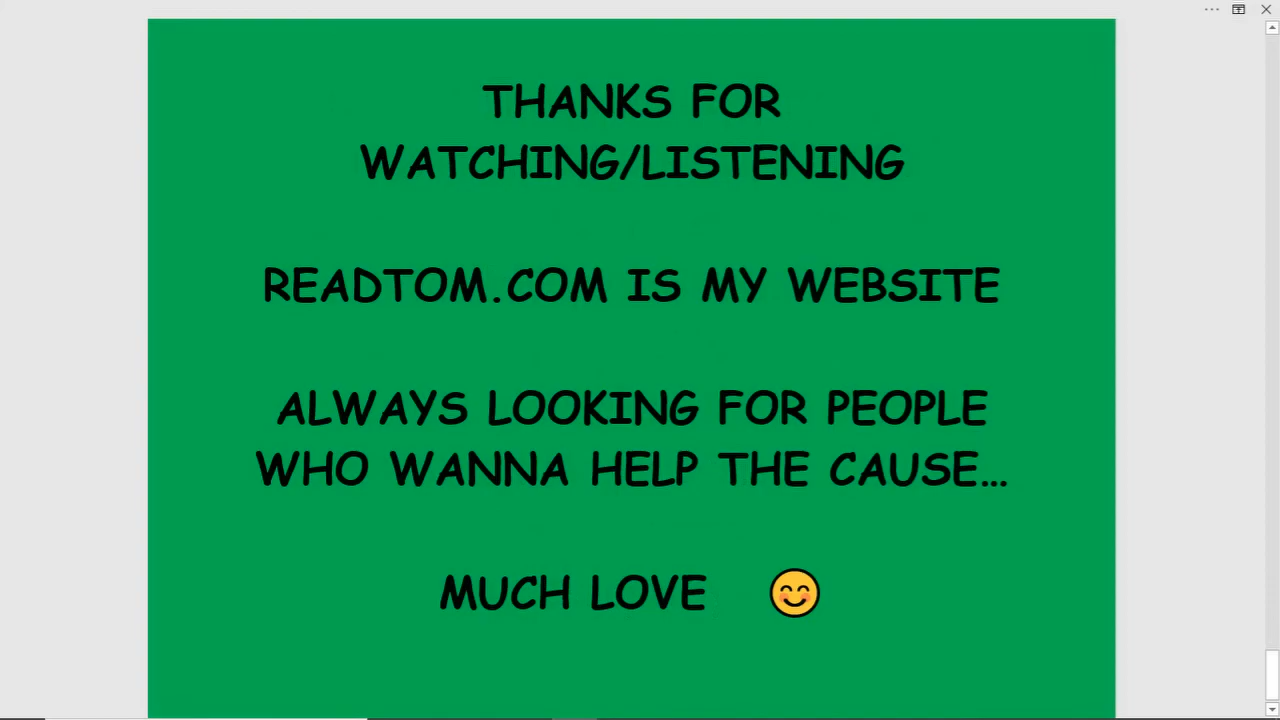 THANKS FOR
WATCHING/LISTENING
READTOM.COM IS MY WEBSITE
ALWAYS LOOKING FOR PEOPLE
WHO WANNA HELP THE CAUSE…
MUCH LOVE 😊